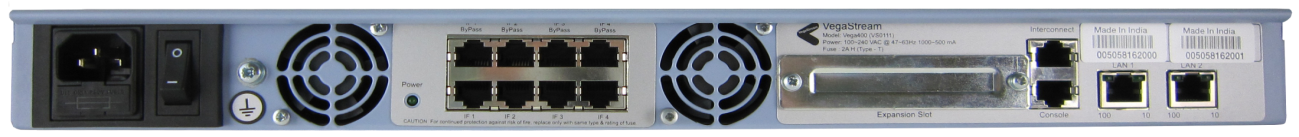 O
I
Power
IF 1 IF 2 IF 3 IF 4
ByPass ByPass ByPass ByPass
IF 1 IF 2 IF 3 IF 4
CAUTION: For continued protection against risk of fire, replace only with same type & rating of fuse.
VegaStream
Model: Vega400 (VS0111)
Power: 100-240 VAC @ 47-63Hz 1000-500 mA
Fuse : 2A H (Type - T)
Expansion Slot
Interconnect
Console
Made In India
005058162000
LAN 1
100 10
Made In India
005058162001
LAN 2
100 10